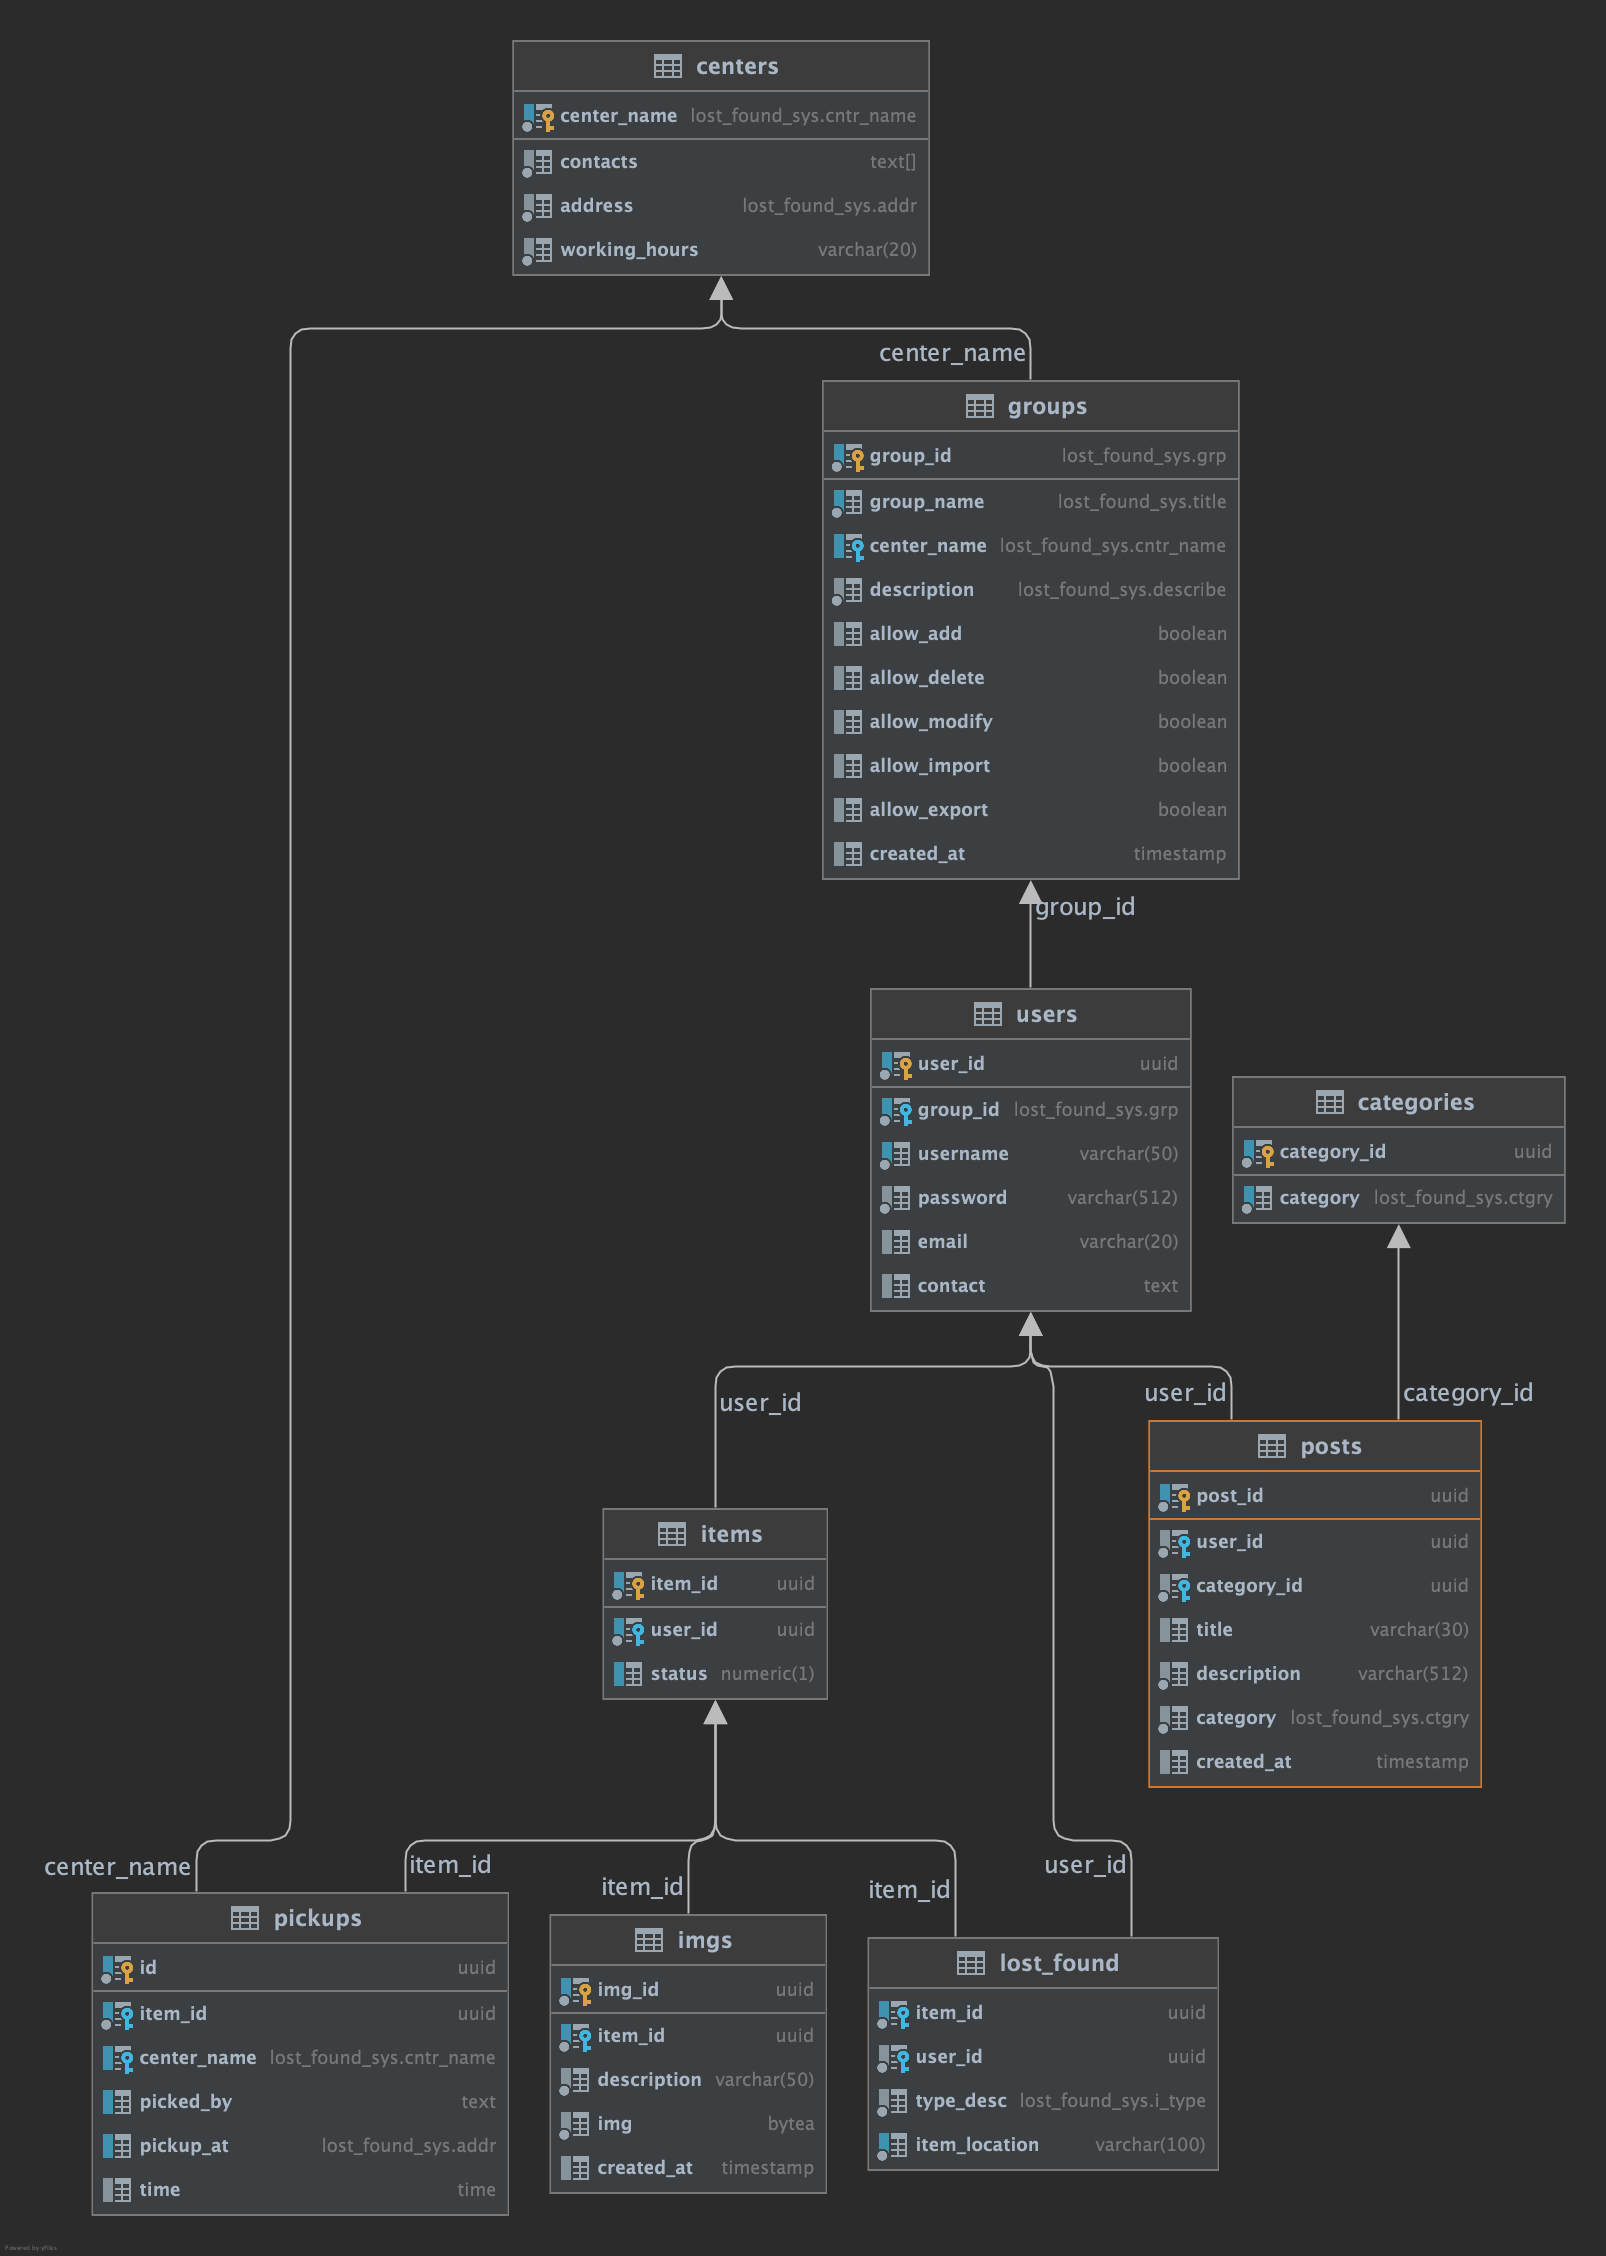 centers
center_name lost_found_sys.cntr_name
contacts text[]
address lost_found_sys.addr
working_hours varchar(20)
center_name
groups
group_id lost_found_sys.grp
group_name lost_found_sys.title
center_name lost_found_sys.cntr_name
description lost_found_sys.describe
allow_add boolean
allow_delete boolean
allow_modify boolean
allow_import boolean
allow_export boolean
created_at timestamp
group_id
users
user_id uuid
group_id lost_found_sys.grp
username varchar(50)
password varchar(512)
email varchar(20)
contact text
categories
category_id uuid
category lost_found_sys.ctgry
user_id
user_id
category_id
posts
post_id uuid
user_id uuid
category_id uuid
title varchar(30)
description varchar(512)
category lost_found_sys.ctgry
created_at timestamp
items
item_id uuid
user_id uuid
status numeric(1)
center_name
item_id
item_id
item_id
user_id
pickups
id uuid
item_id uuid
center_name lost_found_sys.cntr_name
picked_by text
pickup_at lost_found_sys.addr
time time
imgs
img_id uuid
item_id uuid
description varchar(50)
img bytea
created_at timestamp
lost_found
item_id uuid
user_id uuid
type_desc lost_found_sys.i_type
item_location varchar(100)
Powered by yFiles